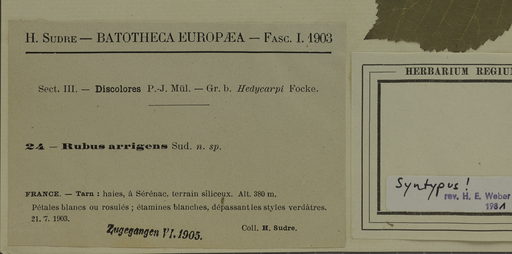 H. SUDRE — BATOTHECA EUROPÆA — FASC. I. 1903
Sect. III. — Discolores P.-J. Mül. — Gr. b. Hedycarpi Focke.
24 — Rubus arrigens Sud. n. sp.
FRANCE. — Tarn : haies, à Sérénac, terrain siliceux. Alt. 380 m.
Pétales blancs ou rosulés ; étamines blanches, dépassant les styles verdâtres.
21. 7. 1903.
Coll. H. Sudre.
Zugegangen VI. 1905.
HERBARIUM REGIUM
Syntypus!
rev. H. E. Weber
1981